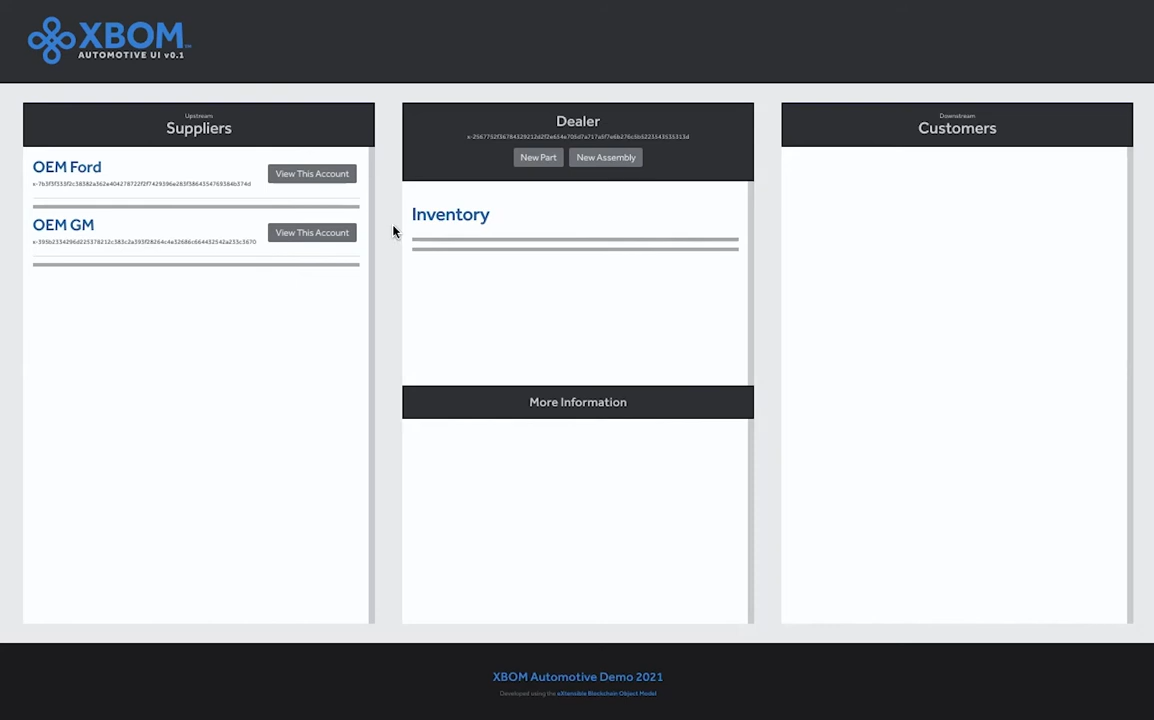 XBOM™
AUTOMOTIVE UI v0.1
Upstream
Suppliers
OEM Ford
View This Account
OEM GM
View This Account
Dealer
New Part
New Assembly
Inventory
More Information
Downstream
Customers
XBOM Automotive Demo 2021
Developed using the eXtensible Blockchain Object Model